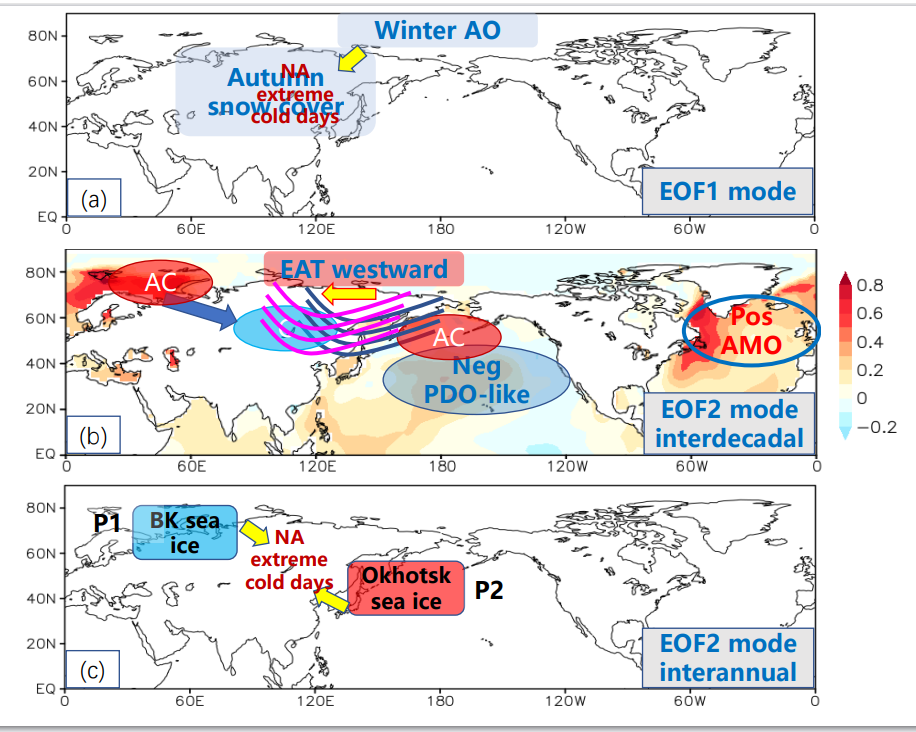 80N
60N
40N
20N
EQ
Winter AO
Autumn
snow cover
NA
extreme
cold days
(a)
EOF1 mode
0
60E
120E
180
120W
60W
0
80N
60N
40N
20N
EQ
AC
EAT westward
AC
Neg
PDO-like
Pos
AMO
(b)
EOF2 mode
interdecadal
0
60E
120E
180
120W
60W
0
0.8
0.6
0.4
0.2
0
−0.2
80N
60N
40N
20N
EQ
P1
BK sea
ice
NA
extreme
cold days
Okhotsk
sea ice
P2
(c)
EOF2 mode
interannual
0
60E
120E
180
120W
60W
0